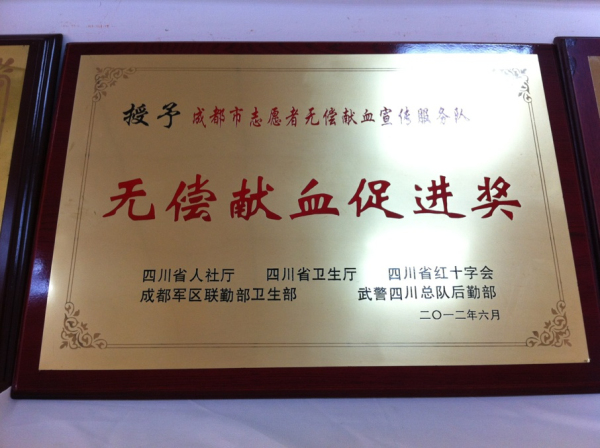 授予 成都市志愿者无偿献血宣传服务队
无偿献血促进奖
四川省人社厅 四川省卫生厅 四川省红十字会
成都军区联勤部卫生部 武警四川总队后勤部
二〇一二年六月